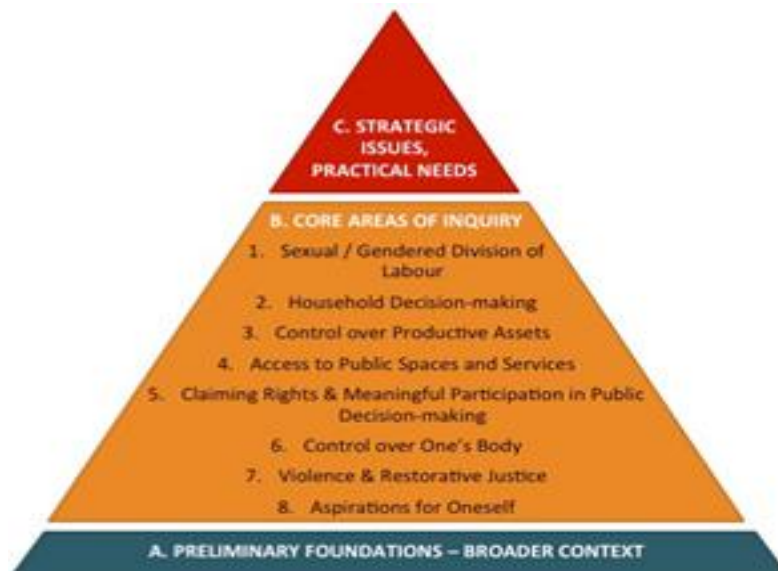 C. STRATEGIC
ISSUES,
PRACTICAL NEEDS
B. CORE AREAS OF INQUIRY
1. Sexual / Gendered Division of
Labour
2. Household Decision-making
3. Control over Productive Assets
4. Access to Public Spaces and Services
5. Claiming Rights & Meaningful Participation in Public
Decision-making
6. Control over One's Body
7. Violence & Restorative Justice
8. Aspirations for Oneself
A. PRELIMINARY FOUNDATIONS – BROADER CONTEXT